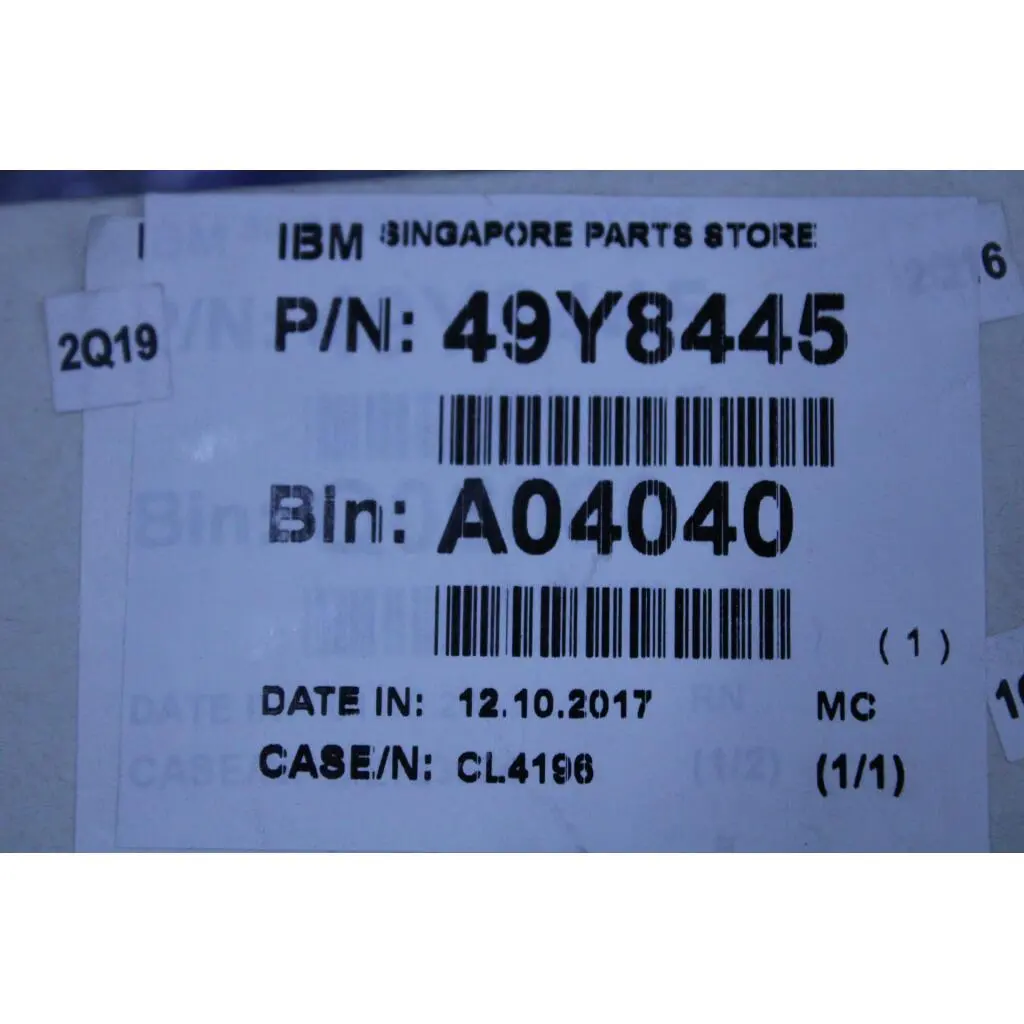 IBM SINGAPORE PARTS STORE
6
P/N: 49Y8445
2Q19
Bin: A04040
( 1 )
DATE IN: 12.10.2017 MC
CASE/N: CL4196 (1/1)